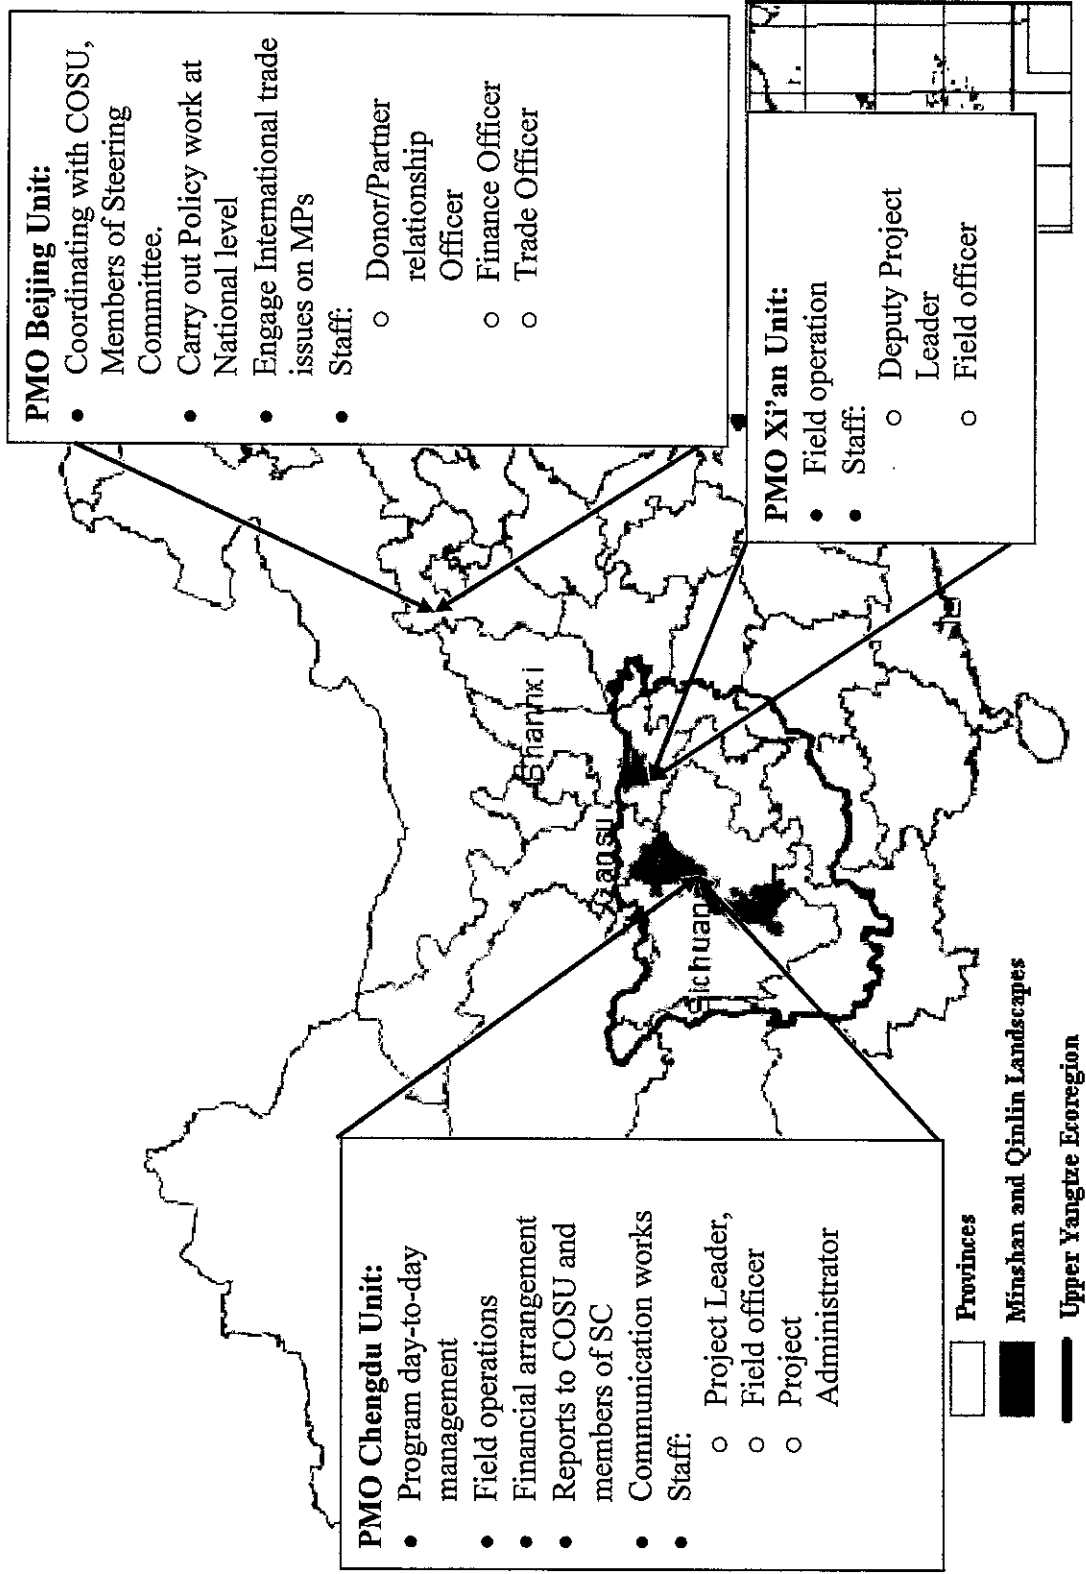 PMO Beijing Unit:
• Coordinating with COSU,
Members of Steering
Committee.
• Carry out Policy work at
National level
• Engage International trade
issues on MPs
• Staff:
○ Donor/Partner
relationship
Officer
○ Finance Officer
○ Trade Officer
PMO Xi’an Unit:
• Field operation
• Staff:
○ Deputy Project
Leader
○ Field officer
PMO Chengdu Unit:
• Program day-to-day
management
• Field operations
• Financial arrangement
• Reports to COSU and
members of SC
• Communication works
• Staff:
○ Project Leader,
○ Field officer
○ Project
Administrator
Shanxi
Sichuan
Provinces
Minshan and Qinlin Landscapes
Upper Yangtze Ecoregion